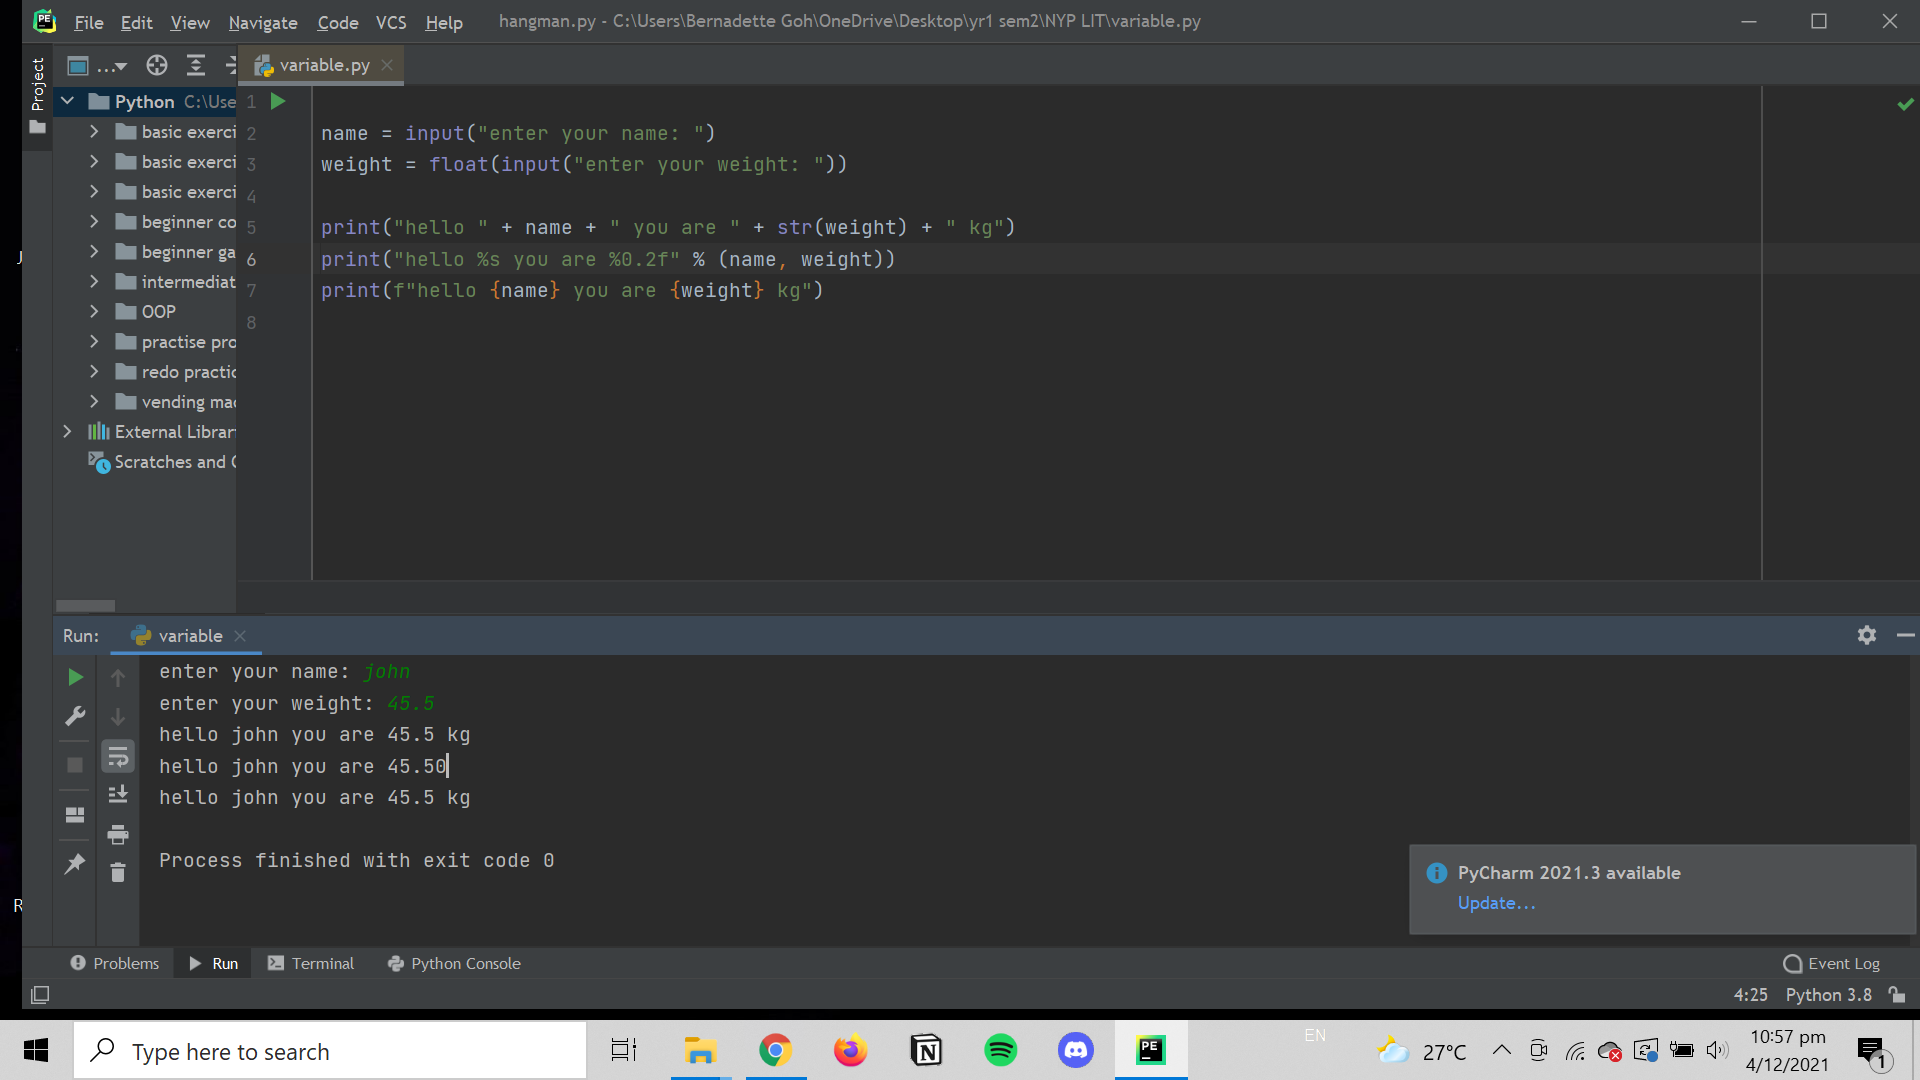 File Edit View Navigate Code VCS Help hangman.py - C:\Users\Bernadette Goh\OneDrive\Desktop\yr1 sem2\NYP LIT\variable.py
Project
... variable.py
Python C:\Use
basic exerci
basic exerci
basic exerci
beginner co
beginner ga
intermediat
OOP
practise pro
redo practic
vending mac
External Librar
Scratches and
1
2 name = input("enter your name: ")
3 weight = float(input("enter your weight: "))
4
5 print("hello " + name + " you are " + str(weight) + " kg")
6 print("hello %s you are %0.2f" % (name, weight))
7 print(f"hello {name} you are {weight} kg")
8
Run: variable
enter your name: john
enter your weight: 45.5
hello john you are 45.5 kg
hello john you are 45.50
hello john you are 45.5 kg
Process finished with exit code 0
PyCharm 2021.3 available
Update...
Problems Run Terminal Python Console Event Log
4:25 Python 3.8
Type here to search
PE
EN
27°C
10:57 pm
4/12/2021
1